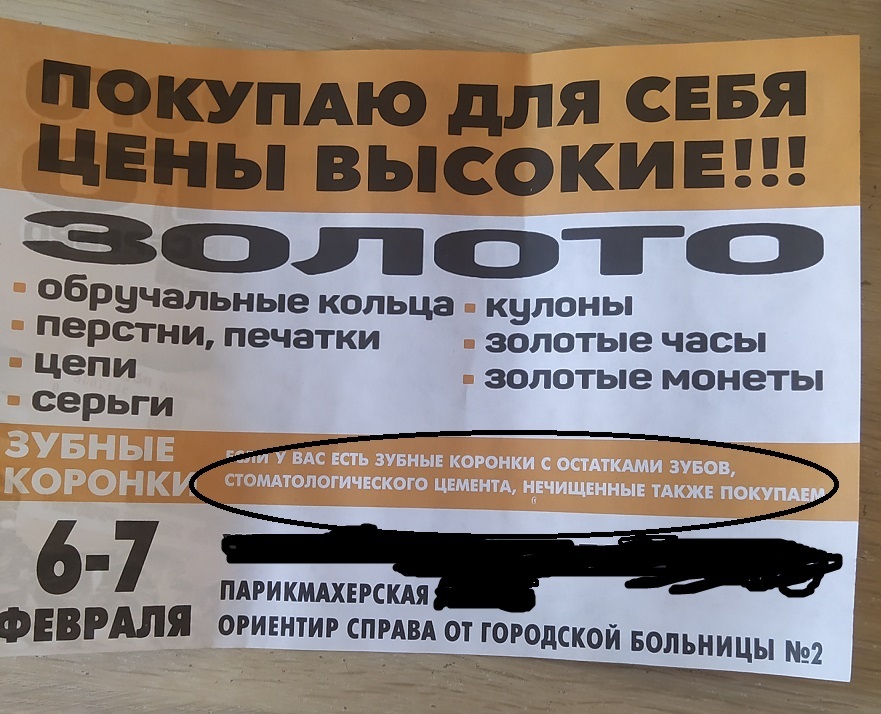 ПОКУПАЮ ДЛЯ СЕБЯ
ЦЕНЫ ВЫСОКИЕ!!!
ЗОЛОТО
▪ обручальные кольца
▪ перстни, печатки
▪ цепи
▪ серьги
▪ кулоны
▪ золотые часы
▪ золотые монеты
ЗУБНЫЕ
КОРОНКИ
ЕСЛИ У ВАС ЕСТЬ ЗУБНЫЕ КОРОНКИ С ОСТАТКАМИ ЗУБОВ,
СТОМАТОЛОГИЧЕСКОГО ЦЕМЕНТА, НЕЧИЩЕННЫЕ ТАКЖЕ ПОКУПАЕМ
6-7
ФЕВРАЛЯ
ПАРИКМАХЕРСКАЯ
ОРИЕНТИР СПРАВА ОТ ГОРОДСКОЙ БОЛЬНИЦЫ №2